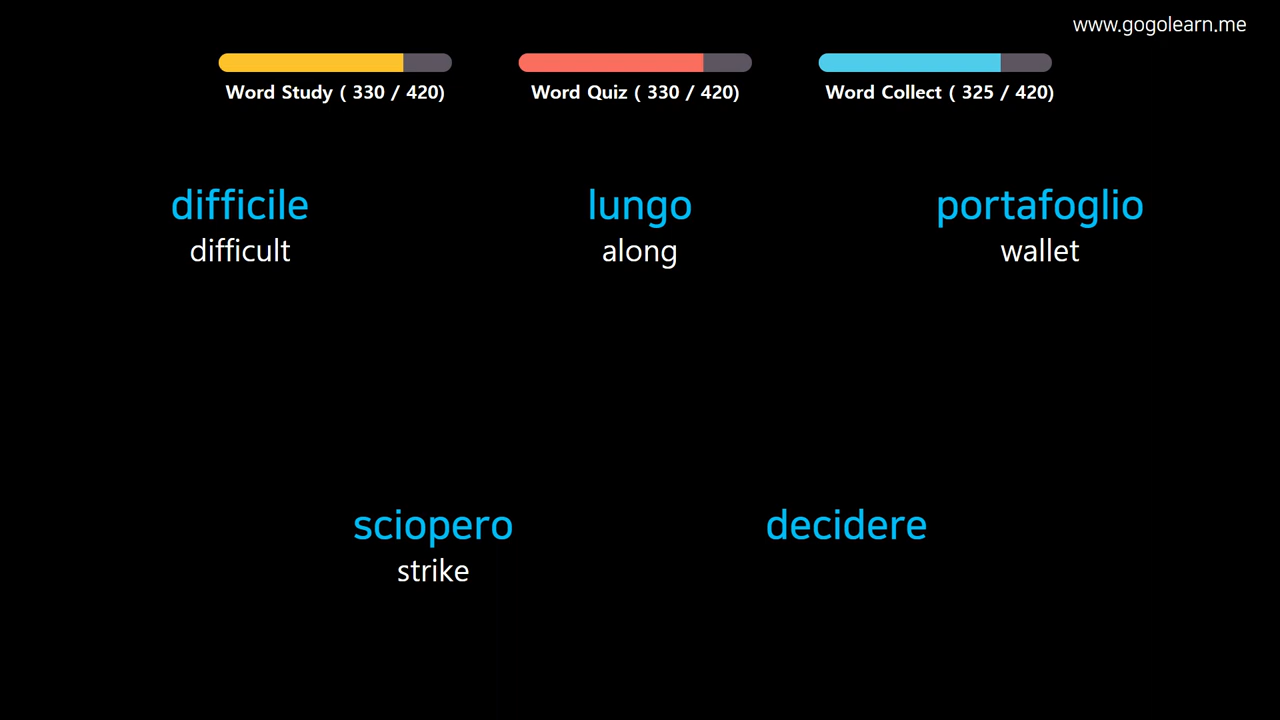 www.gogolearn.me
Word Study ( 330 / 420)
Word Quiz ( 330 / 420)
Word Collect ( 325 / 420)
difficile
difficult
lungo
along
portafoglio
wallet
sciopero
strike
decidere